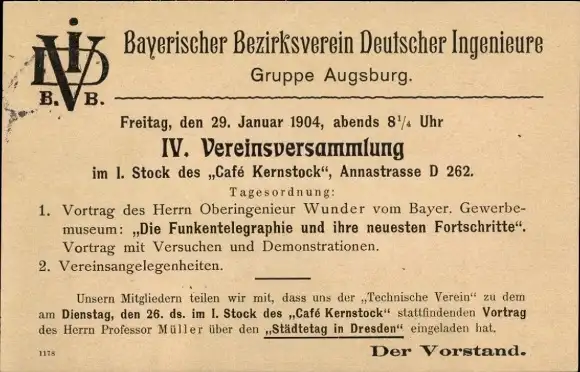 VDI
B. B.
Bayerischer Bezirksverein Deutscher Ingenieure
Gruppe Augsburg.
Freitag, den 29. Januar 1904, abends 8¼ Uhr
IV. Vereinsversammlung
im I. Stock des „Café Kernstock“, Annastrasse D 262.
Tagesordnung:
1. Vortrag des Herrn Oberingenieur Wunder vom Bayer. Gewerbe-
museum: „Die Funkentelegraphie und ihre neuesten Fortschritte“.
Vortrag mit Versuchen und Demonstrationen.
2. Vereinsangelegenheiten.
Unsern Mitgliedern teilen wir mit, dass uns der „Technische Verein“ zu dem
am Dienstag, den 26. ds. im I. Stock des „Café Kernstock“ stattfindenden Vortrag
des Herrn Professor Müller über den „Städtetag in Dresden“ eingeladen hat.
1178
Der Vorstand.